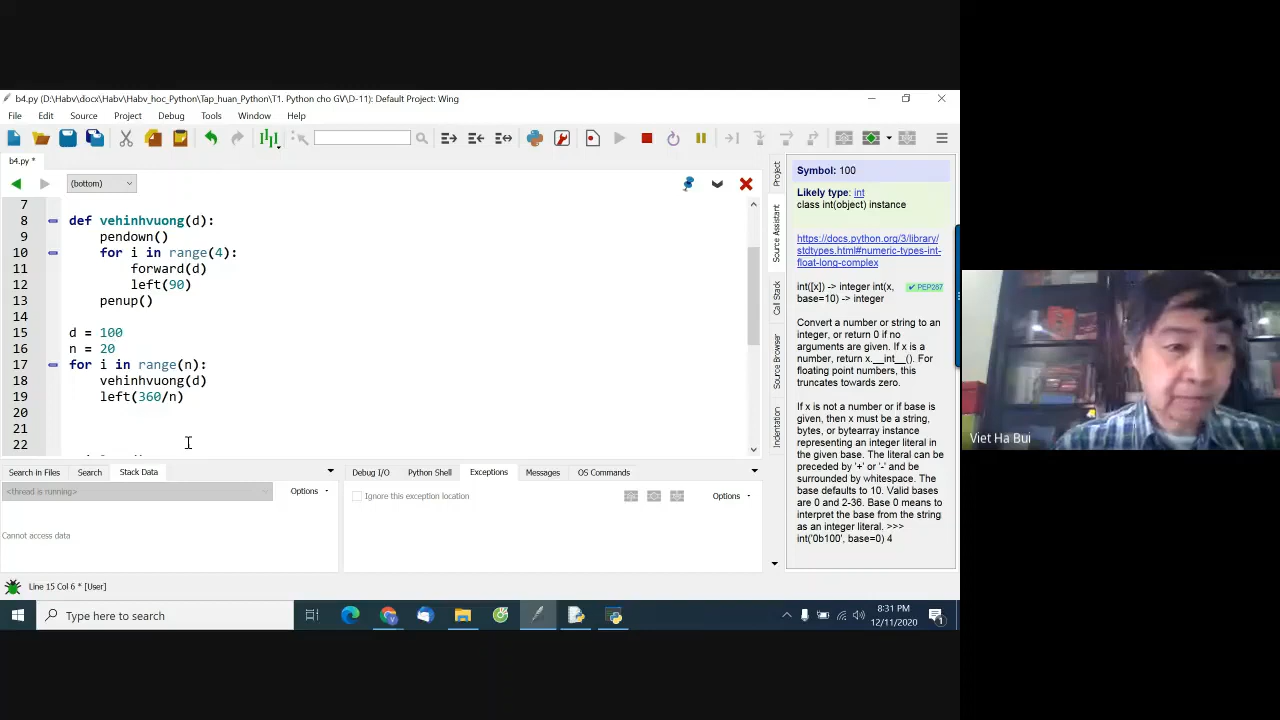 b4.py (D:\Habv\docx\Habv\Habv_hoc_Python\Tap_huan_Python\T1. Python cho GV\D-11): Default Project: Wing
File Edit Source Project Debug Tools Window Help
b4.py *
(bottom)
7
8 def vehinhvuong(d):
9 pendown()
10 for i in range(4):
11 forward(d)
12 left(90)
13 penup()
14
15 d = 100
16 n = 20
17 for i in range(n):
18 vehinhvuong(d)
19 left(360/n)
20
21
22
Project
Source Assistant
Call Stack
Source Browser
Indentation
Symbol: 100
Likely type: int
class int(object) instance
https://docs.python.org/3/library/
stdtypes.html#numeric-types-int-
float-long-complex
int([x]) -> integer int(x, ✔ PEP287
base=10) -> integer
Convert a number or string to an
integer, or return 0 if no
arguments are given. If x is a
number, return x.__int__(). For
floating point numbers, this
truncates towards zero.
If x is not a number or if base is
given, then x must be a string,
bytes, or bytearray instance
representing an integer literal in
the given base. The literal can be
preceded by '+' or '-' and be
surrounded by whitespace. The
base defaults to 10. Valid bases
are 0 and 2-36. Base 0 means to
interpret the base from the string
as an integer literal. >>>
int('0b100', base=0) 4
Search in Files Search Stack Data
<thread is running> Options
Cannot access data
Debug I/O Python Shell Exceptions Messages OS Commands
Ignore this exception location Options
Line 15 Col 6 * [User]
Type here to search
8:31 PM
12/11/2020
1
Viet Ha Bui